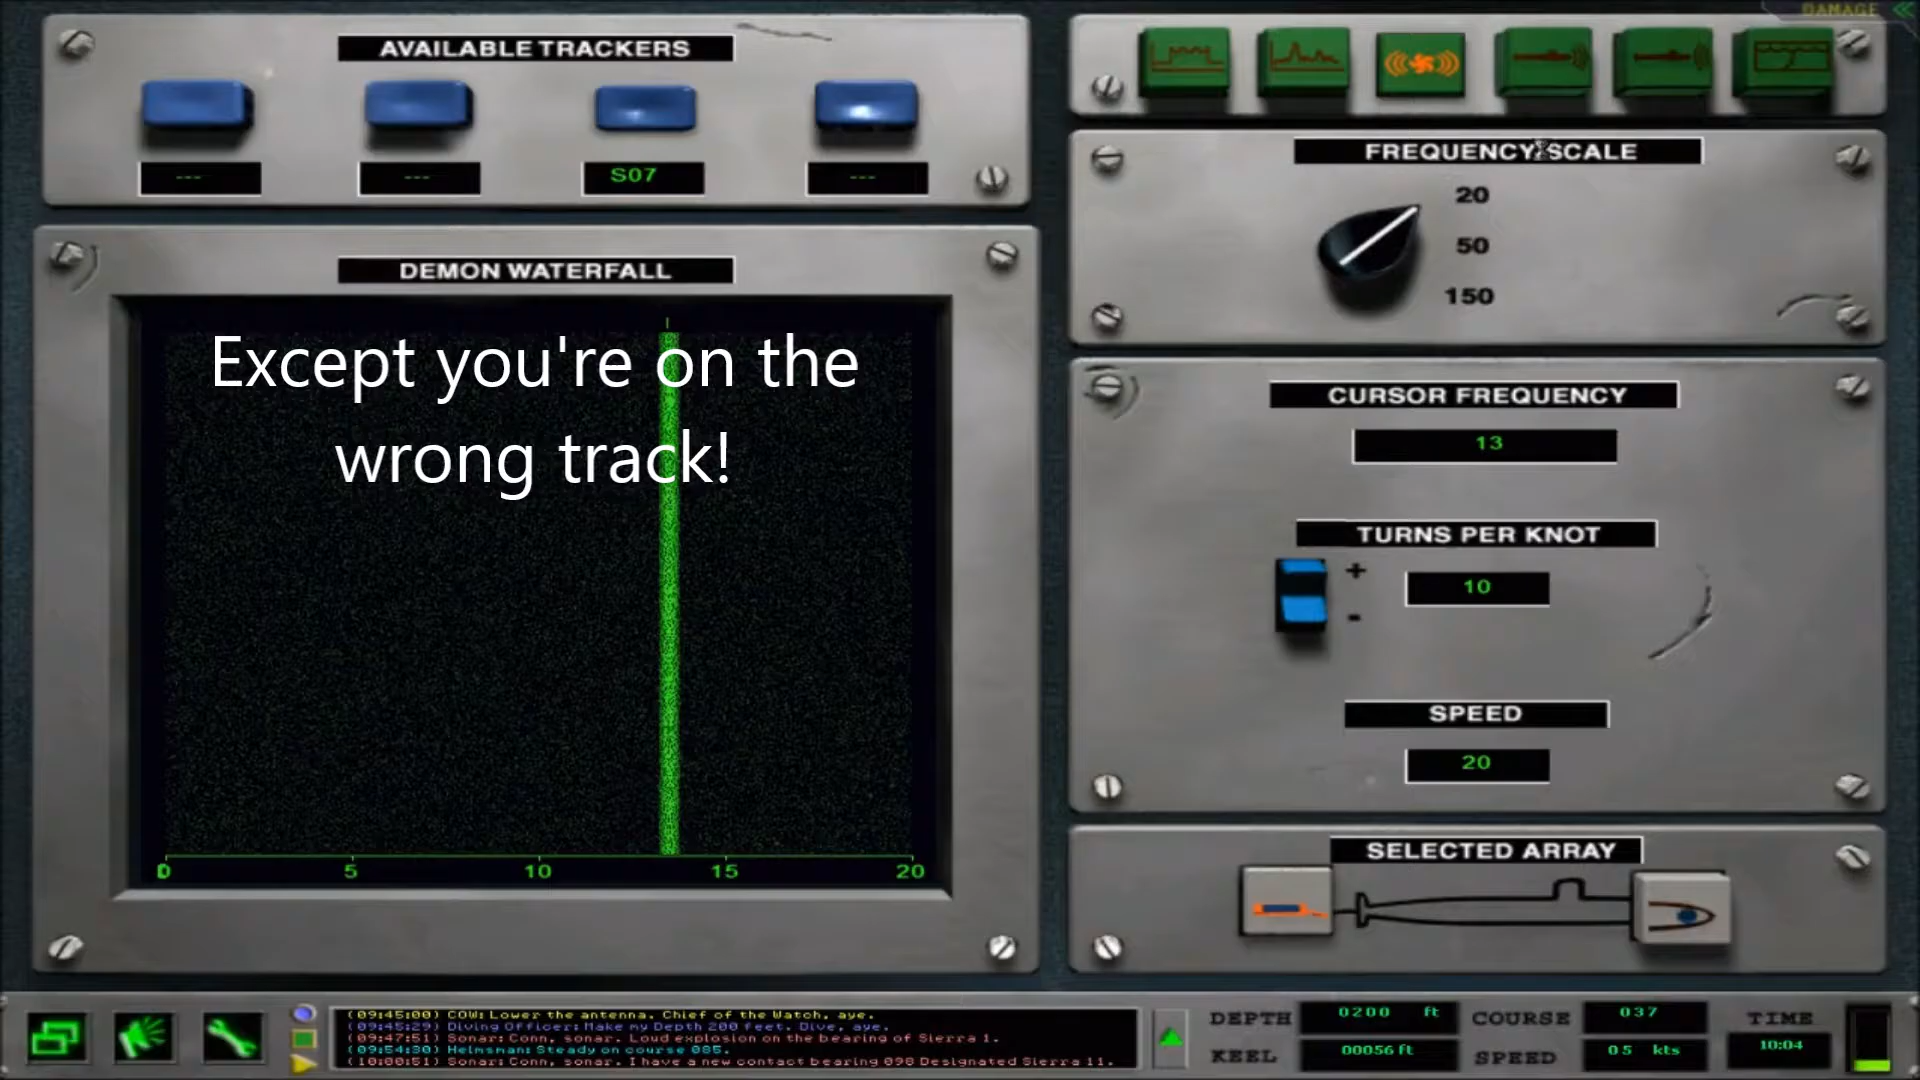 DAMAGE
AVAILABLE TRACKERS
---
---
S07
---
FREQUENCY SCALE
20
50
150
DEMON WATERFALL
Except you're on the
wrong track!
0 5 10 15 20
CURSOR FREQUENCY
13
TURNS PER KNOT
+
10
-
SPEED
20
SELECTED ARRAY
(09:45:00) COW: Lower the antenna. Chief of the Watch, aye.
(09:45:29) Diving Officer: Make my Depth 200 feet. Dive, aye.
(09:47:51) Sonar: Conn, sonar. Loud explosion on the bearing of Sierra 1.
(09:54:30) Helmsman: Steady on course 085.
(10:00:51) Sonar: Conn, sonar. I have a new contact bearing 098 Designated Sierra 11.
DEPTH 0200 ft COURSE 037 TIME
KEEL 00056 ft SPEED 05 kts 10:04